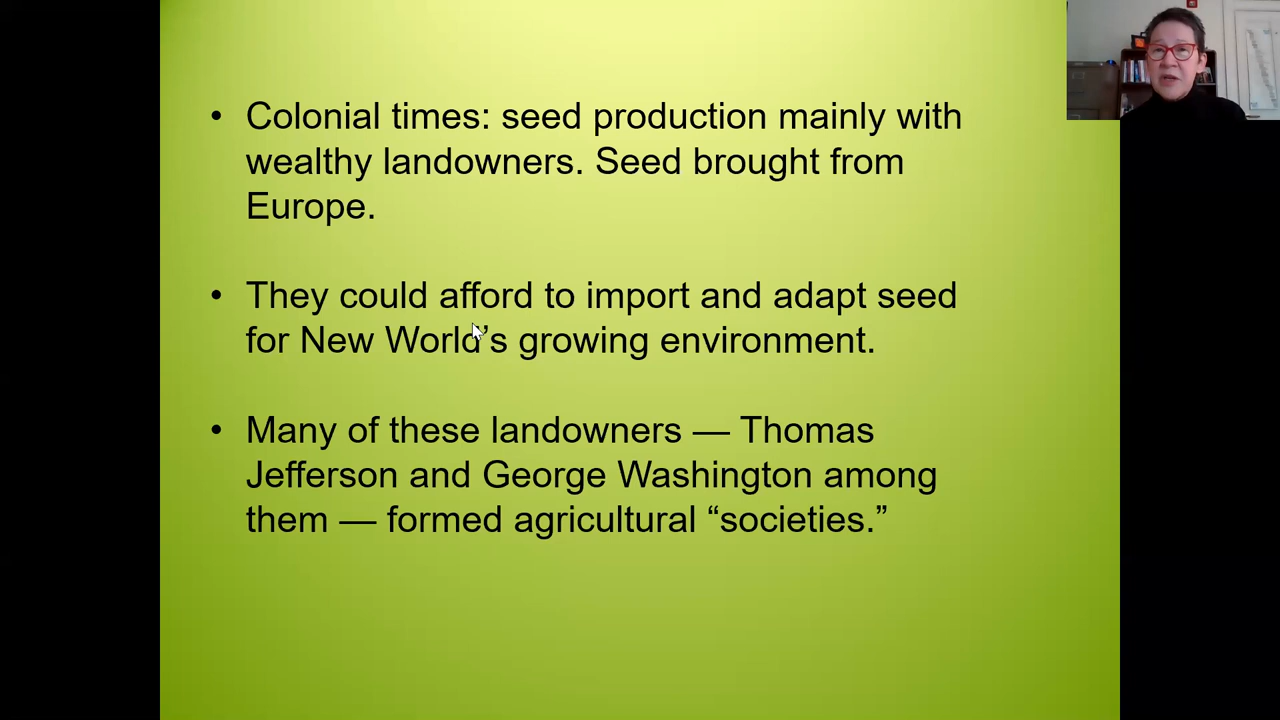 • Colonial times: seed production mainly with
wealthy landowners. Seed brought from
Europe.
• They could afford to import and adapt seed
for New World’s growing environment.
• Many of these landowners — Thomas
Jefferson and George Washington among
them — formed agricultural “societies.”